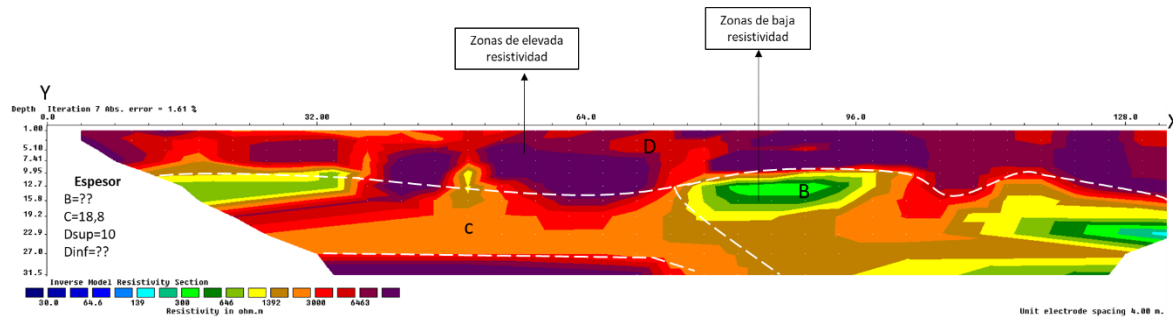 Zonas de elevada
resistividad
Zonas de baja
resistividad
Y
Depth Iteration 7 Abs. error = 1.61 %
0.0 32.00 64.0 96.0 128.0 X
1.00
5.10
7.41
9.95
12.7
15.8
19.2
22.9
27.0
31.5
D
B
C
Espesor
B=??
C=18,8
Dsup=10
Dinf=??
Inverse Model Resistivity Section
30.0 64.6 139 300 646 1392 3000 6463
Resistivity in ohm.m
Unit electrode spacing 4.00 m.